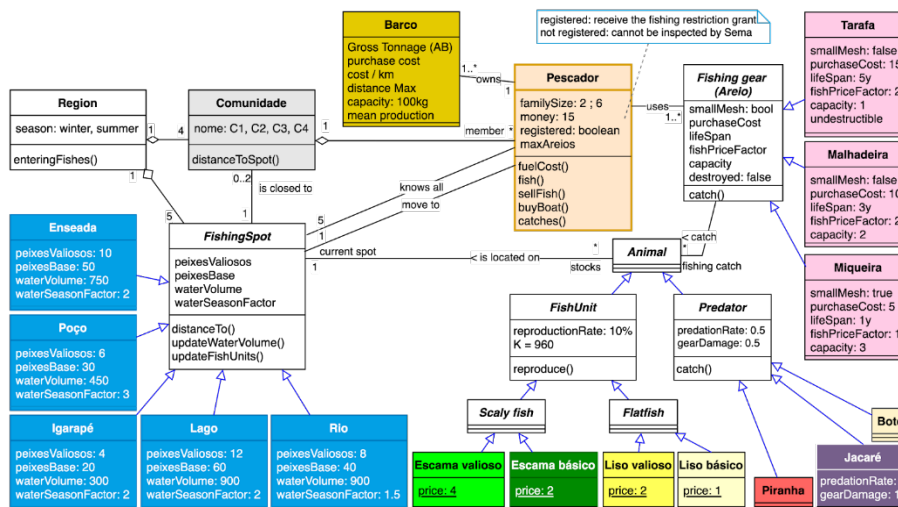 Barco
Gross Tonnage (AB)
purchase cost
cost / km
distance Max
capacity: 100kg
mean production
registered: receive the fishing restriction grant
not registered: cannot be inspected by Sema
1..*
owns
1
Pescador
familySize: 2 ; 6
money: 15
registered: boolean
maxAreios
fuelCost()
fish()
sellFish()
buyBoat()
catches()
uses
1..*
Fishing gear
(Areio)
smallMesh: bool
purchaseCost
lifeSpan
fishPriceFactor
capacity
destroyed: false
catch()
Tarafa
smallMesh: false
purchaseCost: 15
lifeSpan: 5y
fishPriceFactor: 2
capacity: 1
undestructible
Malhadeira
smallMesh: false
purchaseCost: 10
lifeSpan: 3y
fishPriceFactor: 2
capacity: 2
Miqueira
smallMesh: true
purchaseCost: 5
lifeSpan: 1y
fishPriceFactor: 1
capacity: 3
Region
season: winter, summer
enteringFishes()
1
4
Comunidade
nome: C1, C2, C3, C4
distanceToSpot()
1
member
*
0..2
is closed to
1
1
5
knows all
move to
5
1
current spot
1
< is located on
*
stocks
< catch
*
fishing catch
Enseada
peixesValiosos: 10
peixesBase: 50
waterVolume: 750
waterSeasonFactor: 2
FishingSpot
peixesValiosos
peixesBase
waterVolume
waterSeasonFactor
distanceTo()
updateWaterVolume()
updateFishUnits()
Animal
Poço
peixesValiosos: 6
peixesBase: 30
waterVolume: 450
waterSeasonFactor: 3
FishUnit
reproductionRate: 10%
K = 960
reproduce()
Predator
predationRate: 0.5
gearDamage: 0.5
catch()
Igarapé
peixesValiosos: 4
peixesBase: 20
waterVolume: 300
waterSeasonFactor: 2
Lago
peixesValiosos: 12
peixesBase: 60
waterVolume: 900
waterSeasonFactor: 2
Rio
peixesValiosos: 8
peixesBase: 40
waterVolume: 900
waterSeasonFactor: 1.5
Scaly fish
Flatfish
Escama valioso
price: 4
Escama básico
price: 2
Liso valioso
price: 2
Liso básico
price: 1
Piranha
Boto
Jacaré
predationRate:
gearDamage: 1